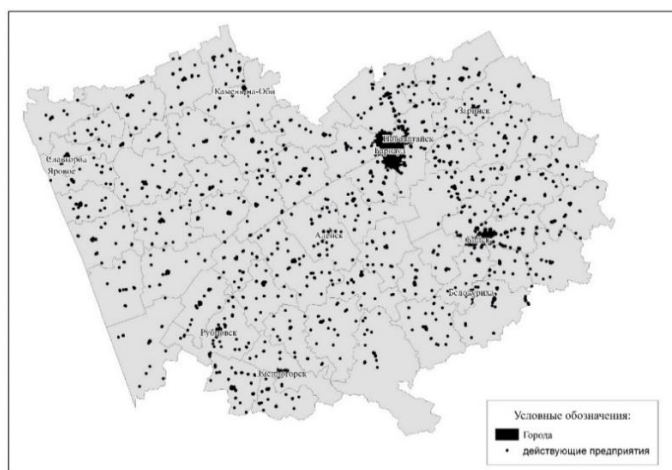 Камень-на-Оби
Заринск
Новоалтайск
Барнаул
Славгород
Яровое
Алейск
Бийск
Белокуриха
Рубцовск
Змеиногорск
Условные обозначения:
Города
действующие предприятия